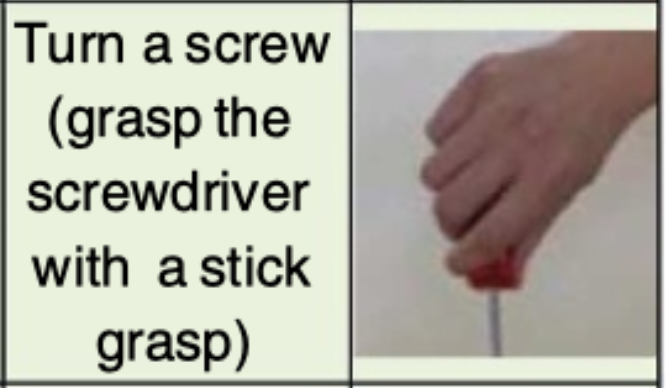 Turn a screw
(grasp the
screwdriver
with a stick
grasp)